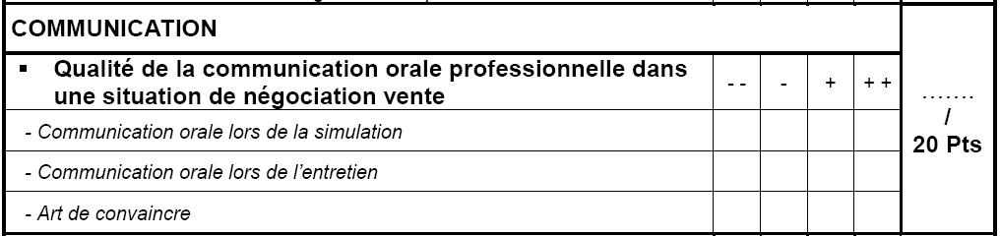 COMMUNICATION
▪ Qualité de la communication orale professionnelle dans
une situation de négociation vente
- - - + + +
- Communication orale lors de la simulation
- Communication orale lors de l'entretien
- Art de convaincre
.......
/
20 Pts